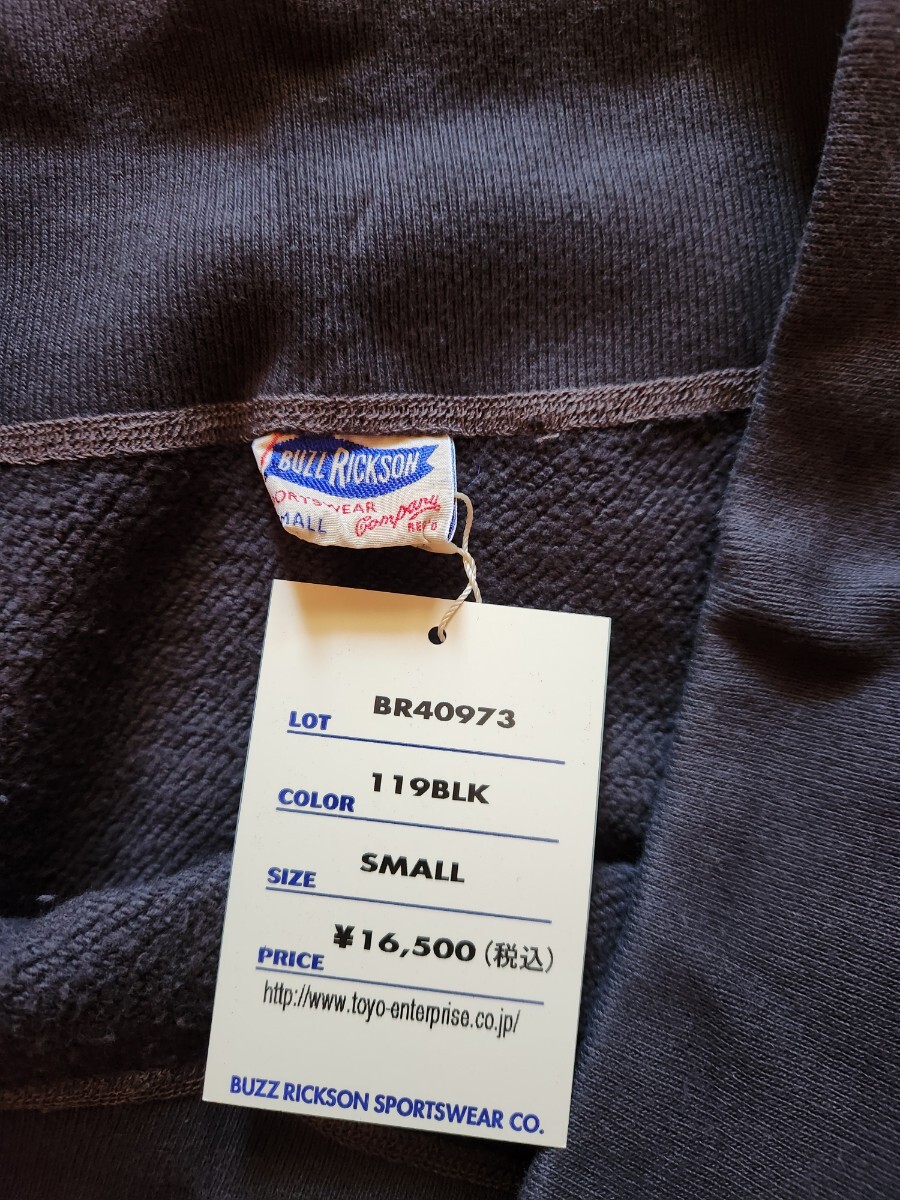 BUZZ RICKSON
SPORTSWEAR
SMALL Company
REG'D
LOT BR40973
COLOR 119BLK
SIZE SMALL
PRICE ¥16,500(税込)
http://www.toyo-enterprise.co.jp/
BUZZ RICKSON SPORTSWEAR CO.